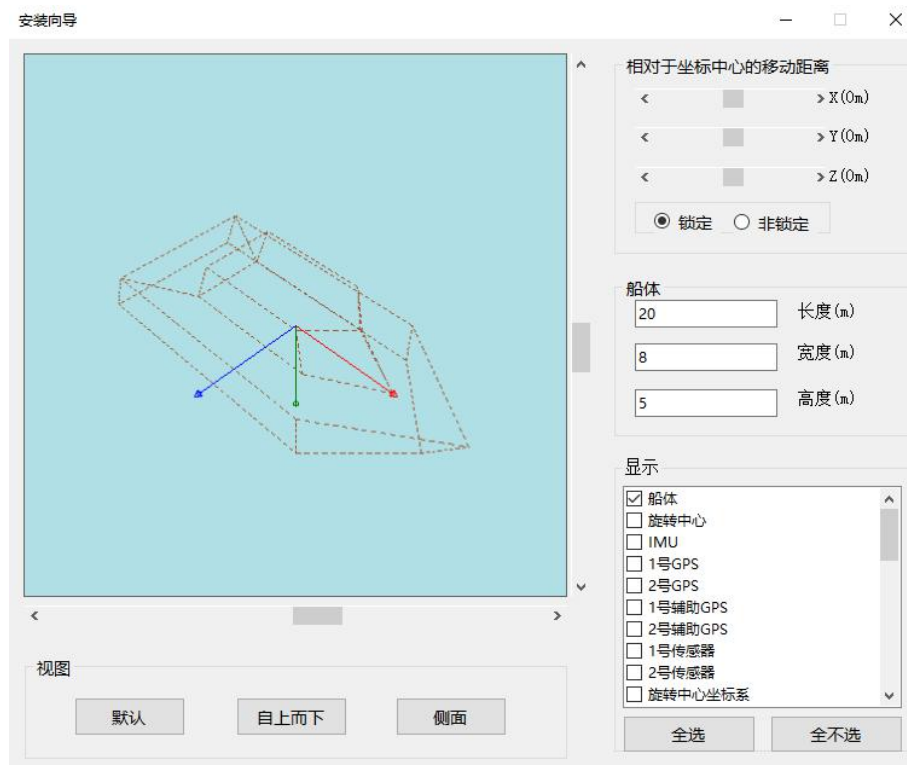 安装向导
相对于坐标中心的移动距离
X(0m)
Y(0m)
Z(0m)
锁定 非锁定
船体
20 长度(m)
8 宽度(m)
5 高度(m)
显示
船体
旋转中心
IMU
1号GPS
2号GPS
1号辅助GPS
2号辅助GPS
1号传感器
2号传感器
旋转中心坐标系
全选 全不选
视图
默认 自上而下 侧面